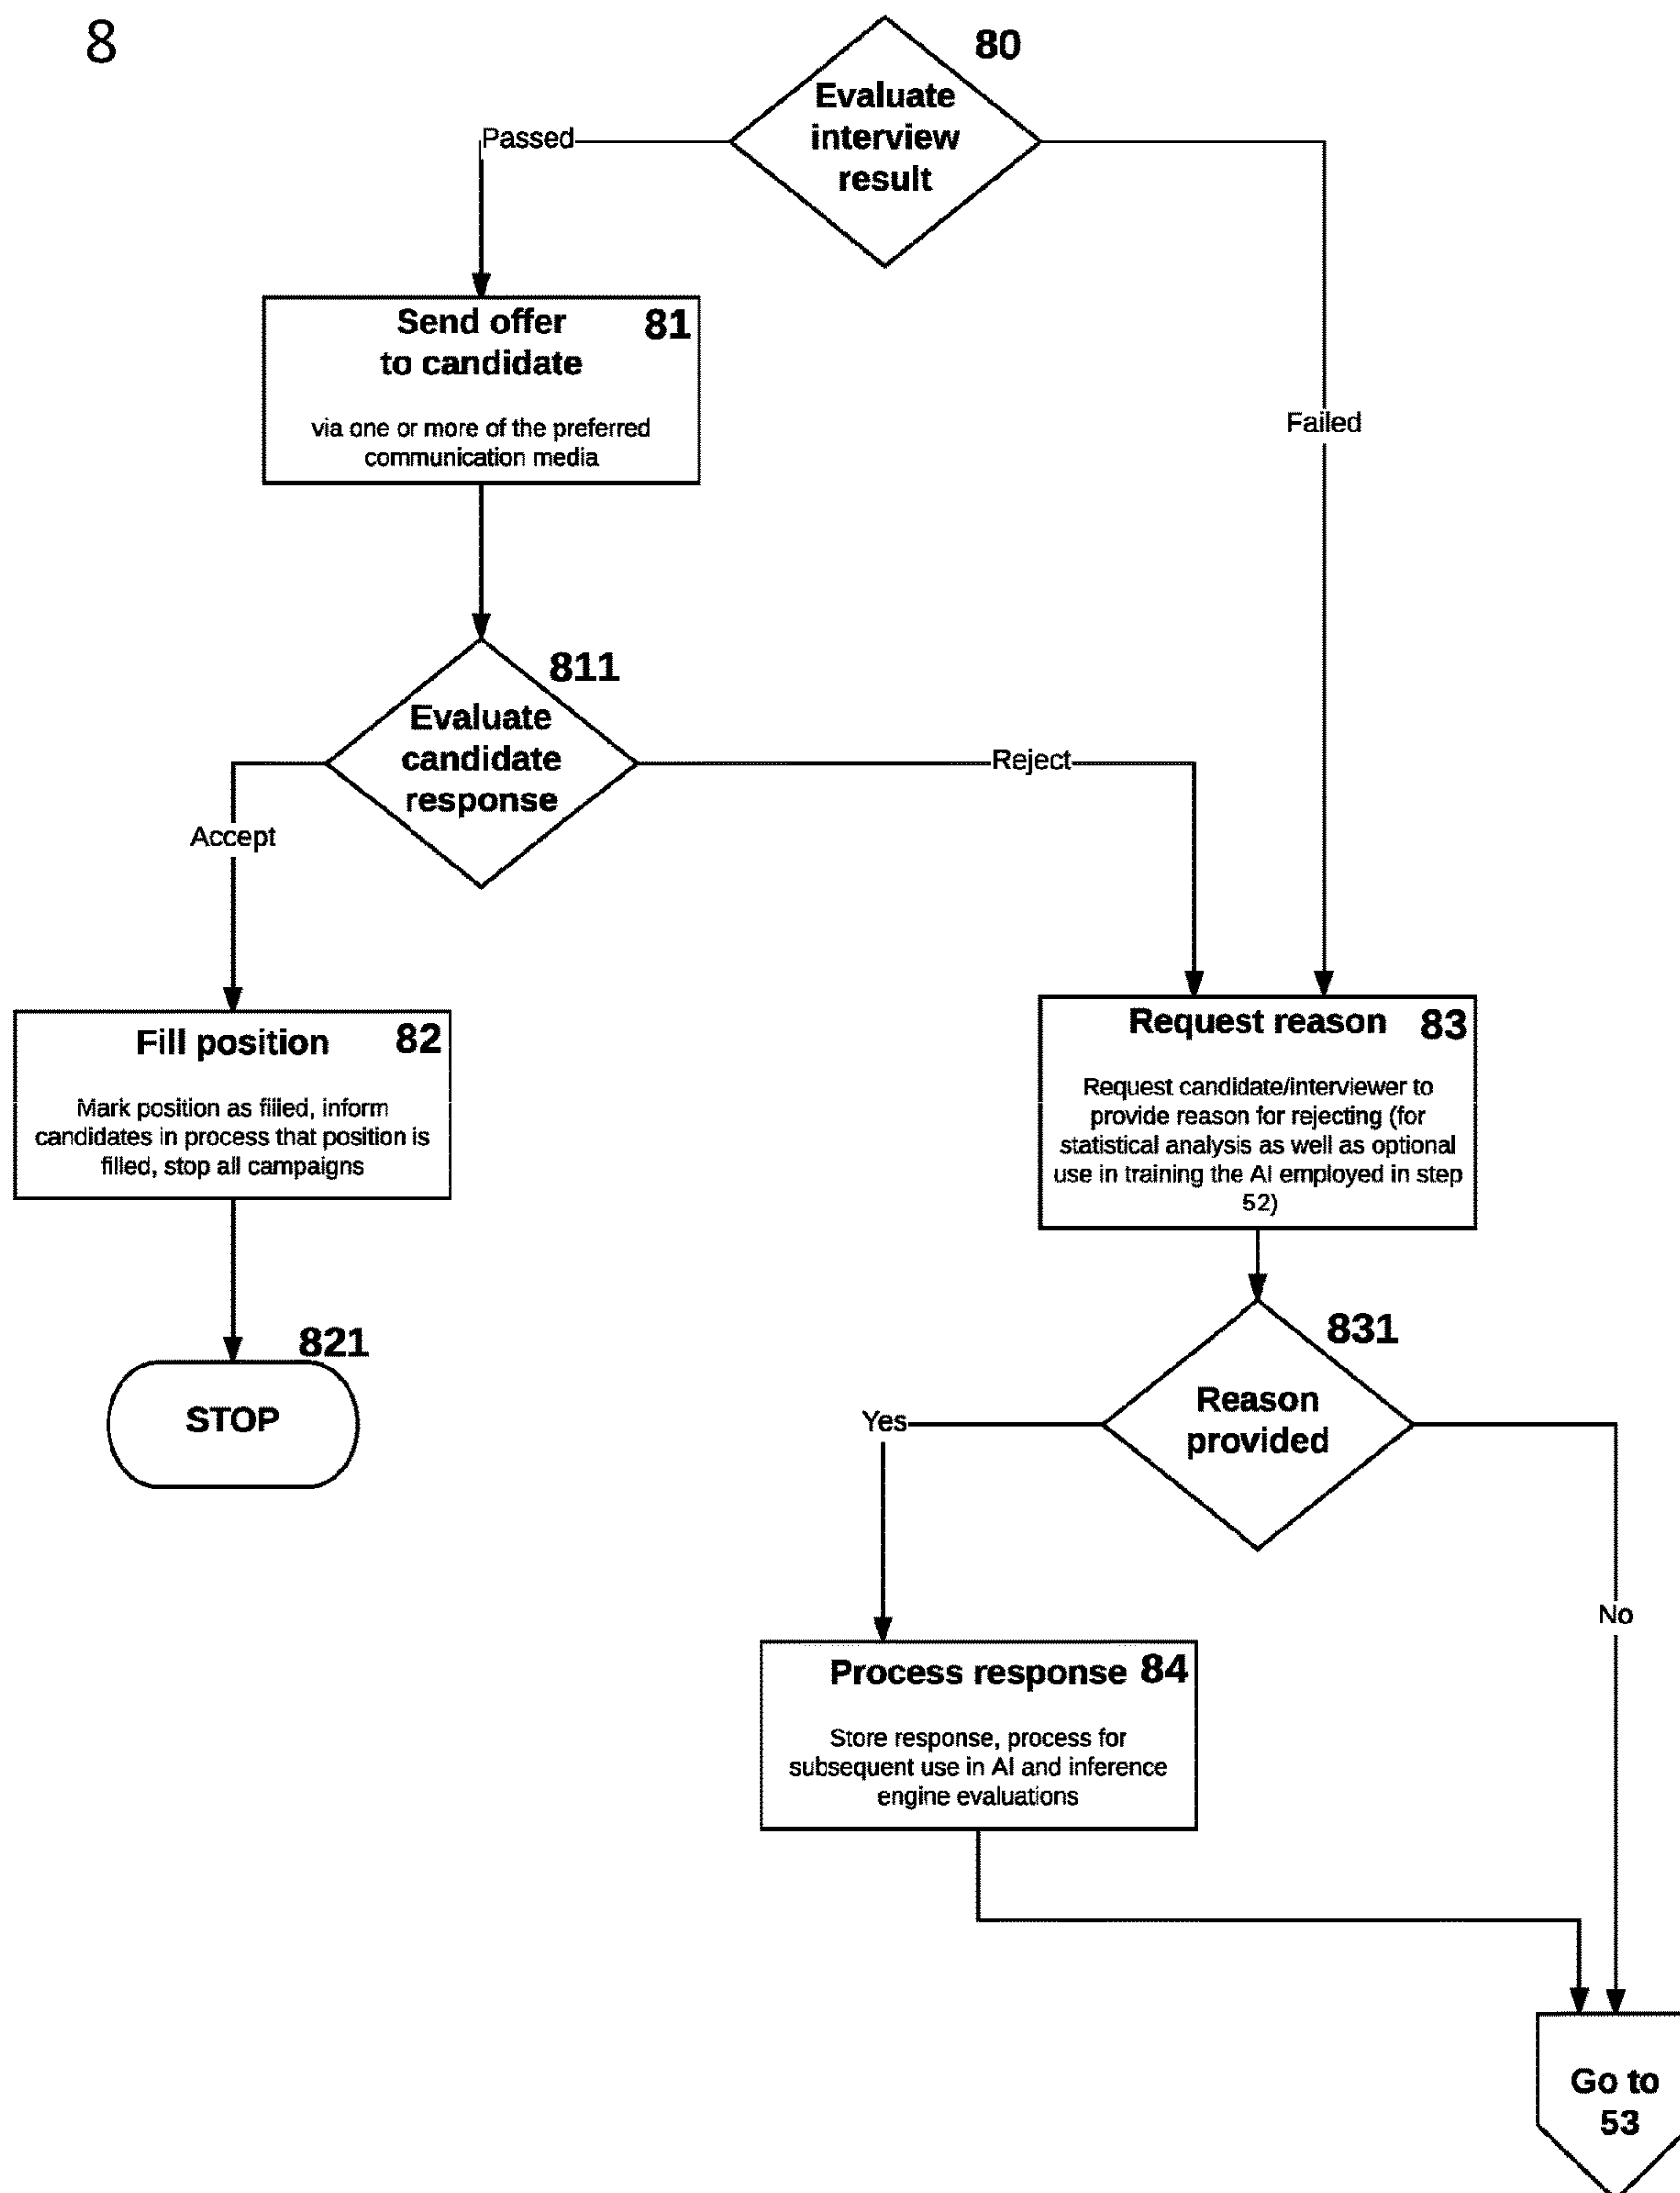 8
80
Evaluate
interview
result
Passed
Failed
Send offer
to candidate
81
via one or more of the preferred
communication media
811
Evaluate
candidate
response
Reject
Accept
Fill position
82
Mark position as filled, inform
candidates in process that position is
filled, stop all campaigns
Request reason
83
Request candidate/interviewer to
provide reason for rejecting (for
statistical analysis as well as optional
use in training the AI employed in step
52)
821
STOP
831
Reason
provided
Yes
No
Process response
84
Store response, process for
subsequent use in AI and inference
engine evaluations
Go to
53